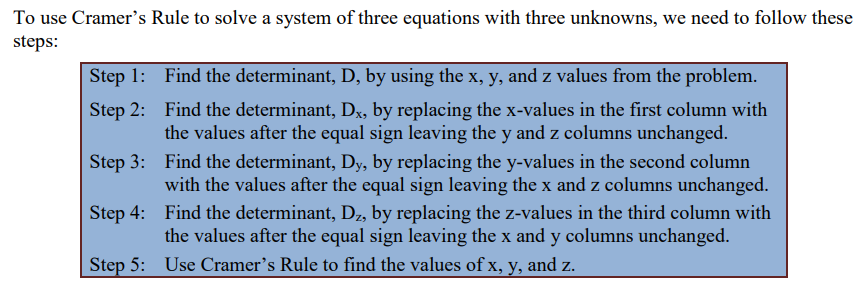 To use Cramer’s Rule to solve a system of three equations with three unknowns, we need to follow these
steps:
Step 1: Find the determinant, D, by using the x, y, and z values from the problem.
Step 2: Find the determinant, Dₓ, by replacing the x-values in the first column with
the values after the equal sign leaving the y and z columns unchanged.
Step 3: Find the determinant, Dy, by replacing the y-values in the second column
with the values after the equal sign leaving the x and z columns unchanged.
Step 4: Find the determinant, Dz, by replacing the z-values in the third column with
the values after the equal sign leaving the x and y columns unchanged.
Step 5: Use Cramer’s Rule to find the values of x, y, and z.